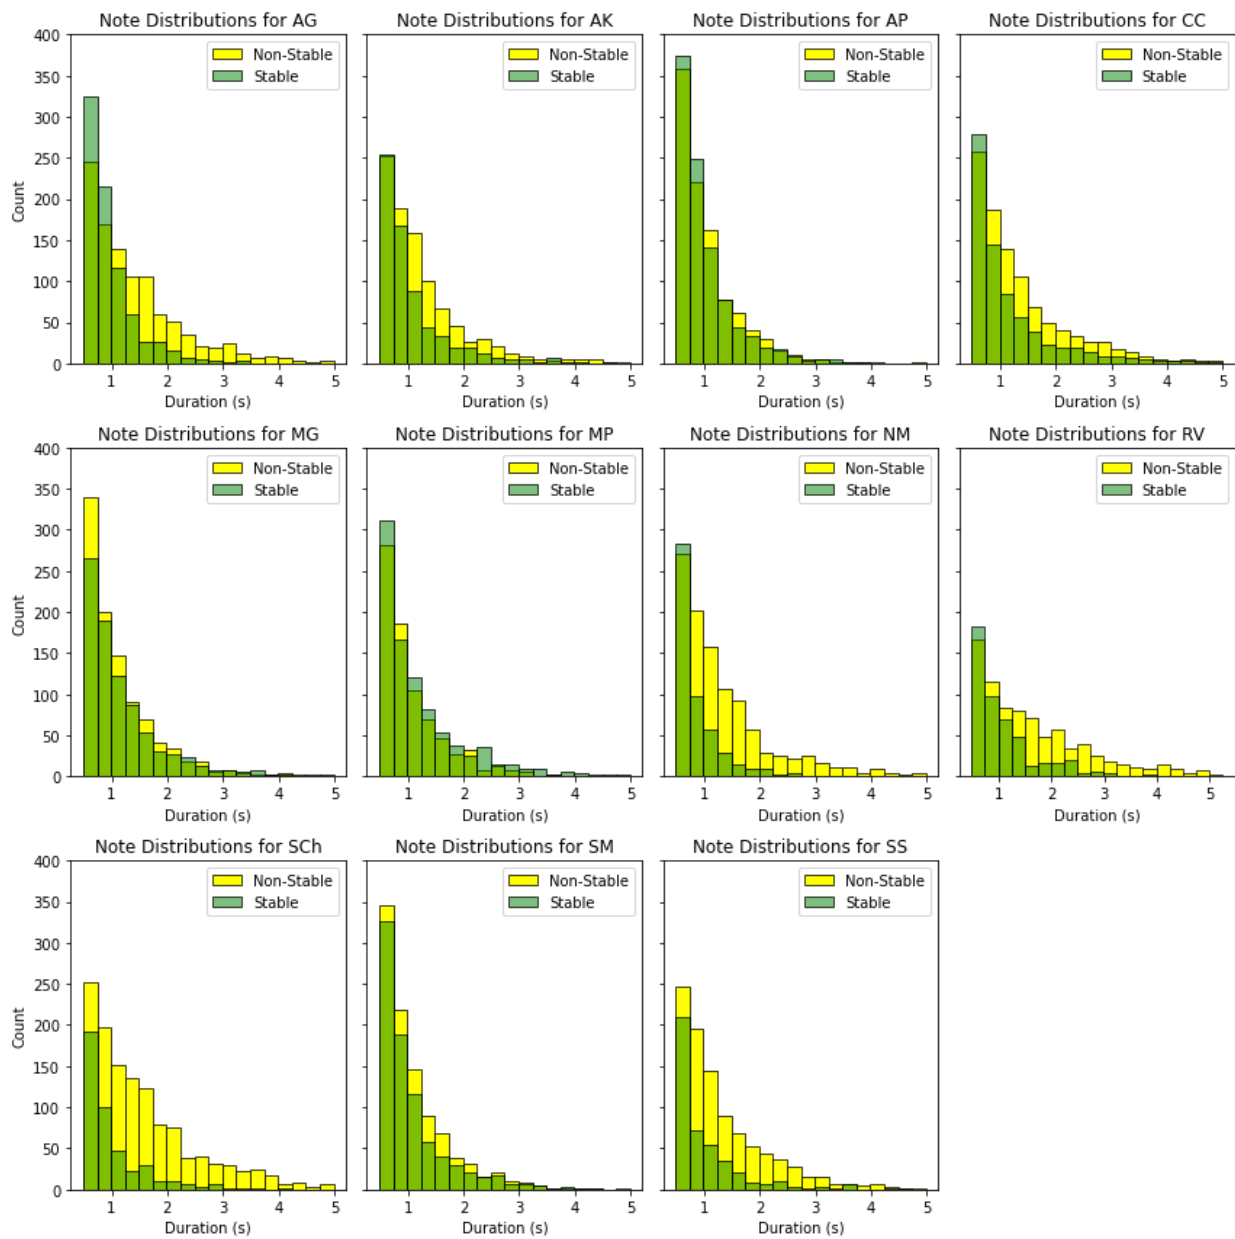 Note Distributions for AG
400
350
300
250
200
150
100
50
0
Count
1 2 3 4 5
Duration (s)
Non-Stable
Stable
Note Distributions for AK
1 2 3 4 5
Duration (s)
Non-Stable
Stable
Note Distributions for AP
1 2 3 4 5
Duration (s)
Non-Stable
Stable
Note Distributions for CC
1 2 3 4 5
Duration (s)
Non-Stable
Stable
Note Distributions for MG
400
350
300
250
200
150
100
50
0
Count
1 2 3 4 5
Duration (s)
Non-Stable
Stable
Note Distributions for MP
1 2 3 4 5
Duration (s)
Non-Stable
Stable
Note Distributions for NM
1 2 3 4 5
Duration (s)
Non-Stable
Stable
Note Distributions for RV
1 2 3 4 5
Duration (s)
Non-Stable
Stable
Note Distributions for SCh
400
350
300
250
200
150
100
50
0
Count
1 2 3 4 5
Duration (s)
Non-Stable
Stable
Note Distributions for SM
1 2 3 4 5
Duration (s)
Non-Stable
Stable
Note Distributions for SS
1 2 3 4 5
Duration (s)
Non-Stable
Stable